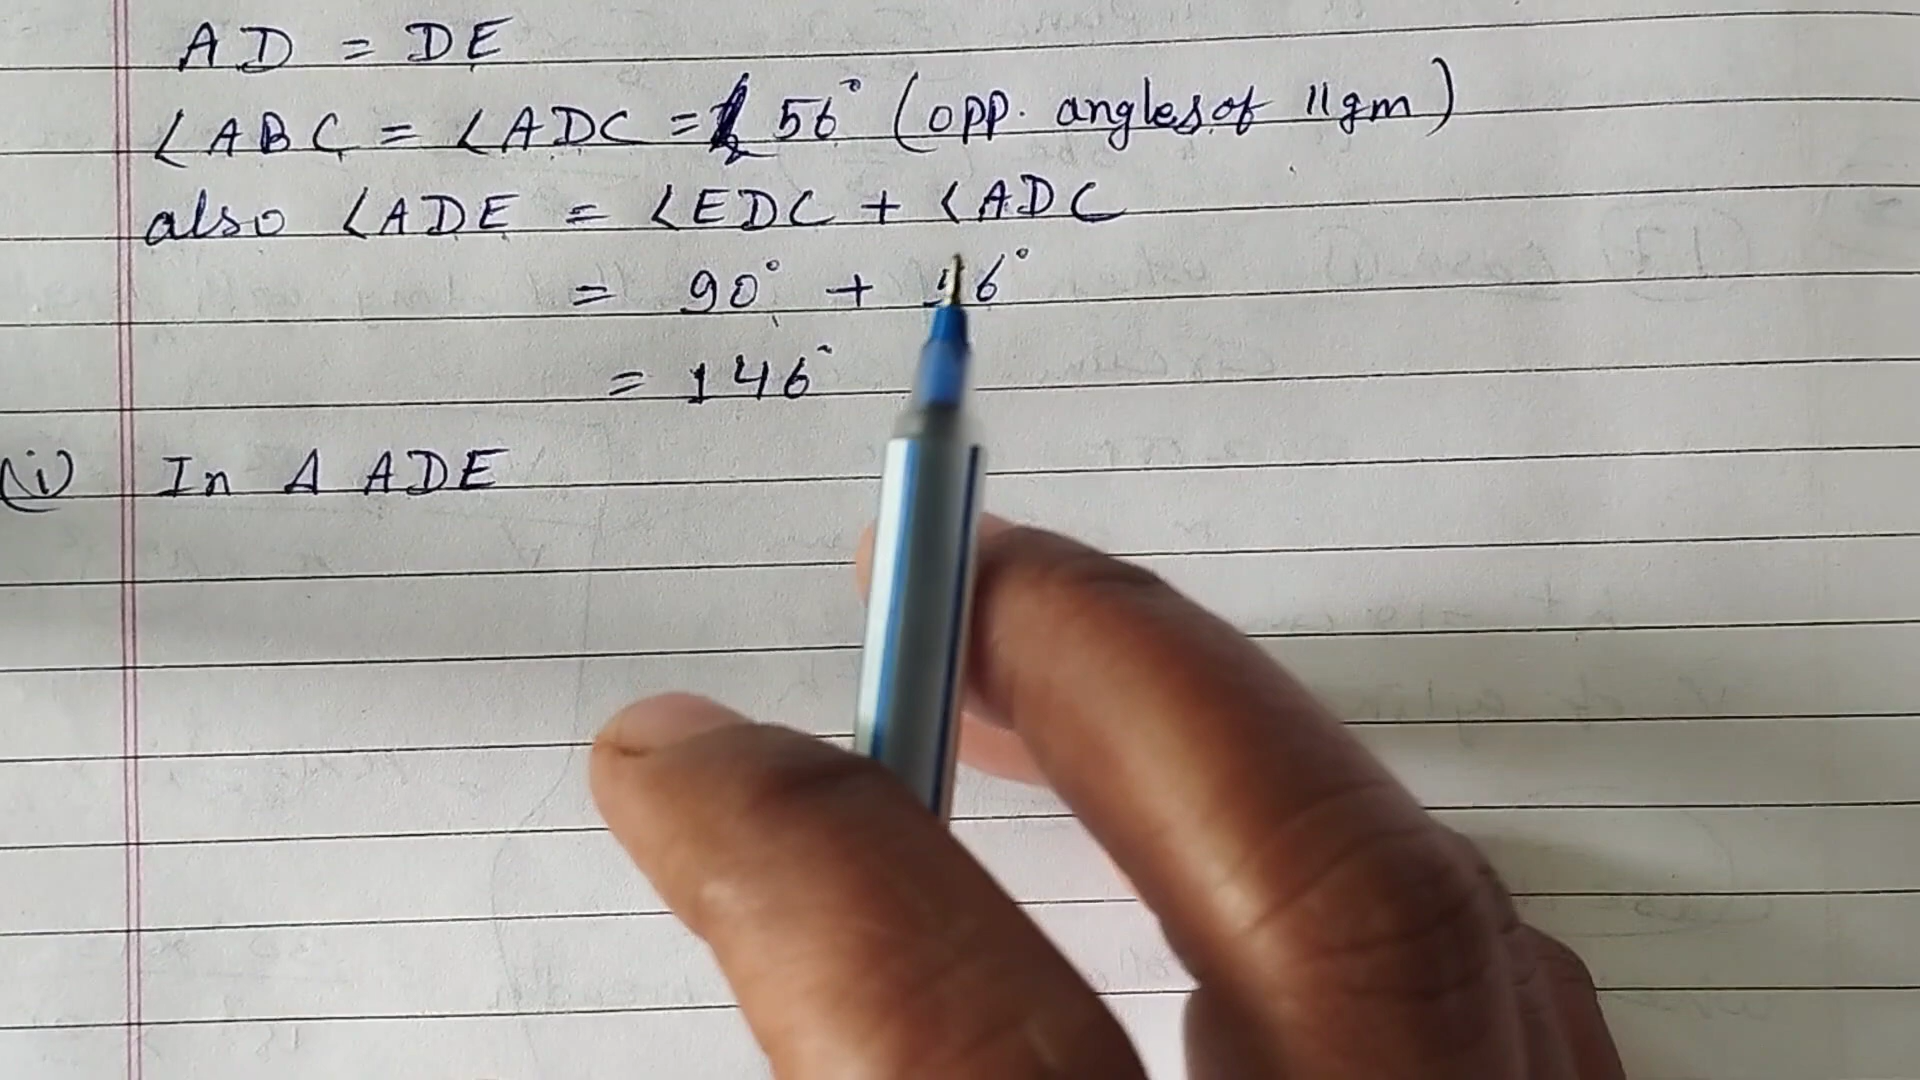 AD = DE
∠ABC = ∠ADC = 56° (opp. angles of ||gm)
also ∠ADE = ∠EDC + ∠ADC
= 90° + 56°
= 146°
(i) In Δ ADE